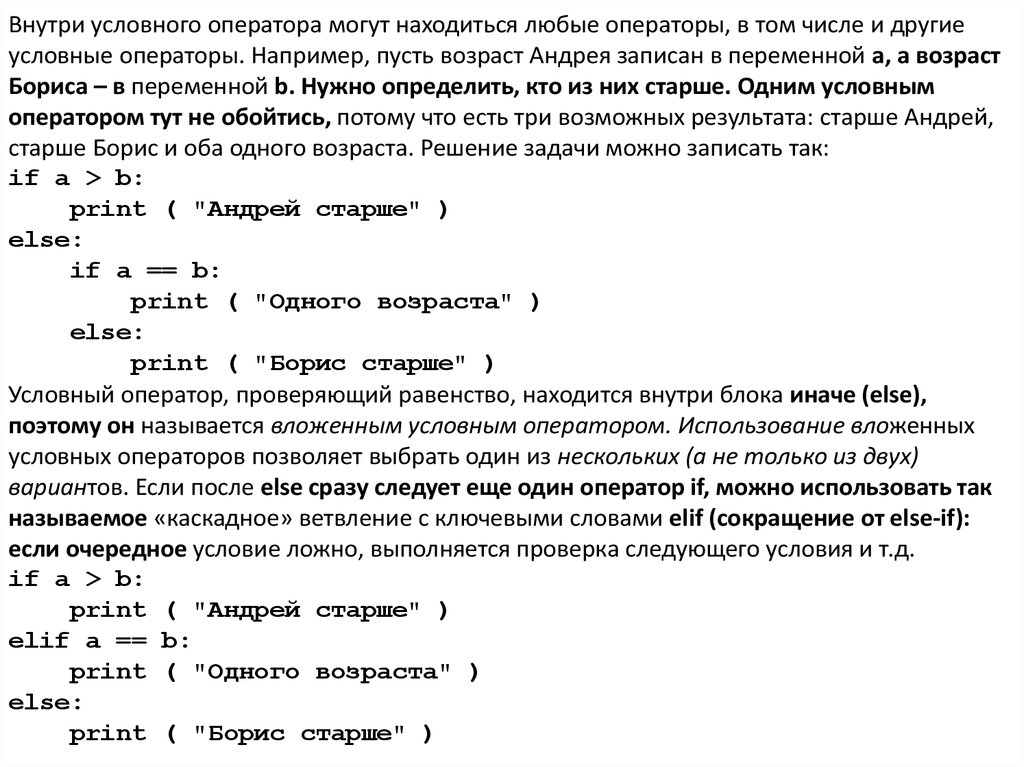 Внутри условного оператора могут находиться любые операторы, в том числе и другие
условные операторы. Например, пусть возраст Андрея записан в переменной a, а возраст
Бориса – в переменной b. Нужно определить, кто из них старше. Одним условным
оператором тут не обойтись, потому что есть три возможных результата: старше Андрей,
старше Борис и оба одного возраста. Решение задачи можно записать так:
if a > b:
    print ( "Андрей старше" )
else:
    if a == b:
        print ( "Одного возраста" )
    else:
        print ( "Борис старше" )
Условный оператор, проверяющий равенство, находится внутри блока иначе (else),
поэтому он называется вложенным условным оператором. Использование вложенных
условных операторов позволяет выбрать один из нескольких (а не только из двух)
вариантов. Если после else сразу следует еще один оператор if, можно использовать так
называемое «каскадное» ветвление с ключевыми словами elif (сокращение от else-if):
если очередное условие ложно, выполняется проверка следующего условия и т.д.
if a > b:
    print ( "Андрей старше" )
elif a == b:
    print ( "Одного возраста" )
else:
    print ( "Борис старше" )